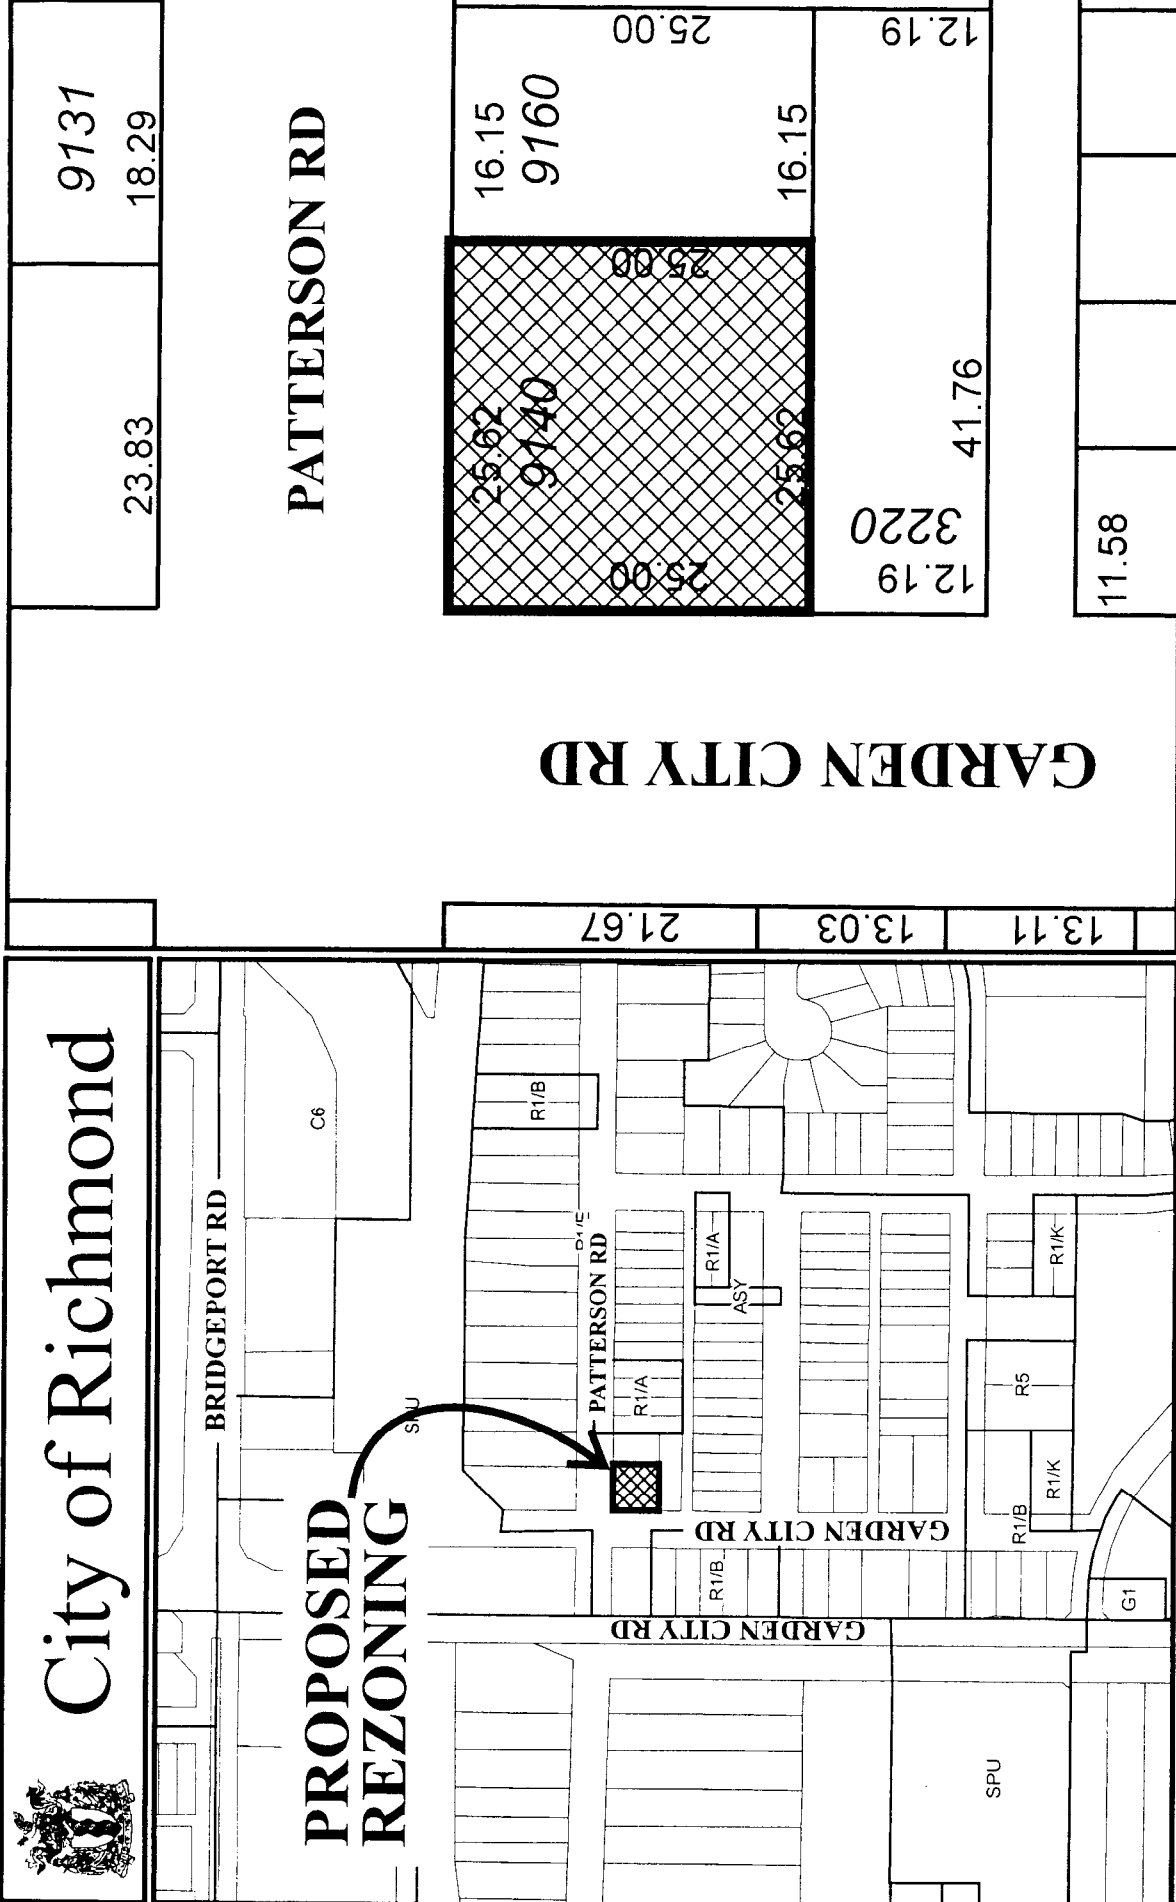 City of Richmond
BRIDGEPORT RD
C6
PROPOSED
REZONING
R1/B
PATTERSON RD
R1/A
R1/A
ASY
GARDEN CITY RD
R1/B
GARDEN CITY RD
R5
R1/K
R1/K
R1/B
G1
SPU
9131
18.29
23.83
PATTERSON RD
16.15
9160
25.00
16.15
12.19
25.62
9140
25.00
25.00
25.62
3220
12.19
41.76
11.58
GARDEN CITY RD
21.67
13.03
13.11